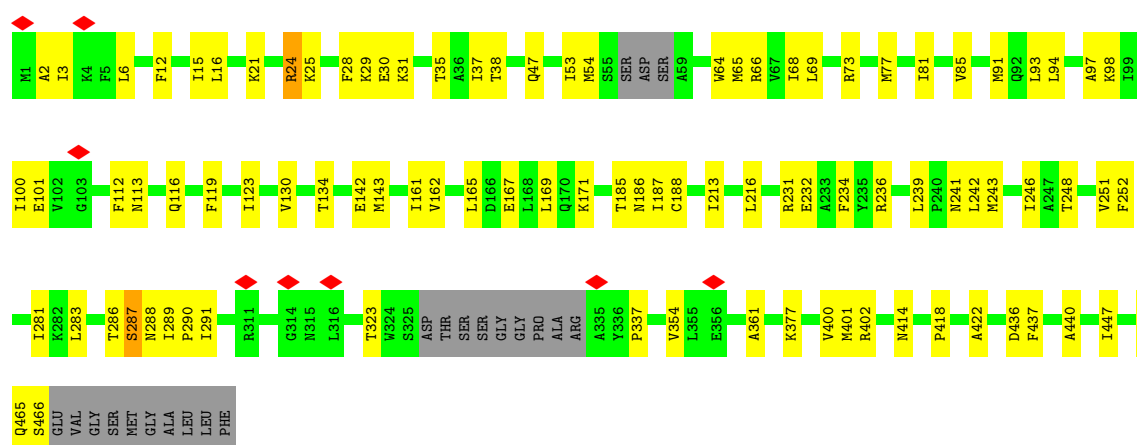 M1 A2 I3 K4 F5 L6 F12 I15 L16 K21 R24 K25 F28 K29 E30 K31 T35 A36 I37 T38 Q47 I53 M54 S55 SER ASP SER A59 W64 M65 R66 V67 I68 L69 R73 M77 I81 V85 M91 Q92 L93 L94 A97 K98 I99
I100 E101 V102 G103 F112 N113 Q116 F119 I123 V130 T134 E142 M143 I161 V162 L165 D166 E167 L168 L169 Q170 K171 T185 N186 I187 C188 I213 L216 R231 E232 A233 F234 Y235 R236 L239 P240 N241 L242 M243 I246 A247 T248 V251 F252
I281 K282 L283 T286 S287 N288 I289 P290 I291 R311 G314 N315 L316 T323 W324 S325 ASP THR SER SER GLY GLY PRO ALA ARG A335 Y336 P337 V354 L355 E356 A361 K377 V400 M401 R402 N414 P418 A422 D436 F437 A440 I447
Q465 S466 GLU VAL GLY SER MET GLY ALA LEU LEU PHE